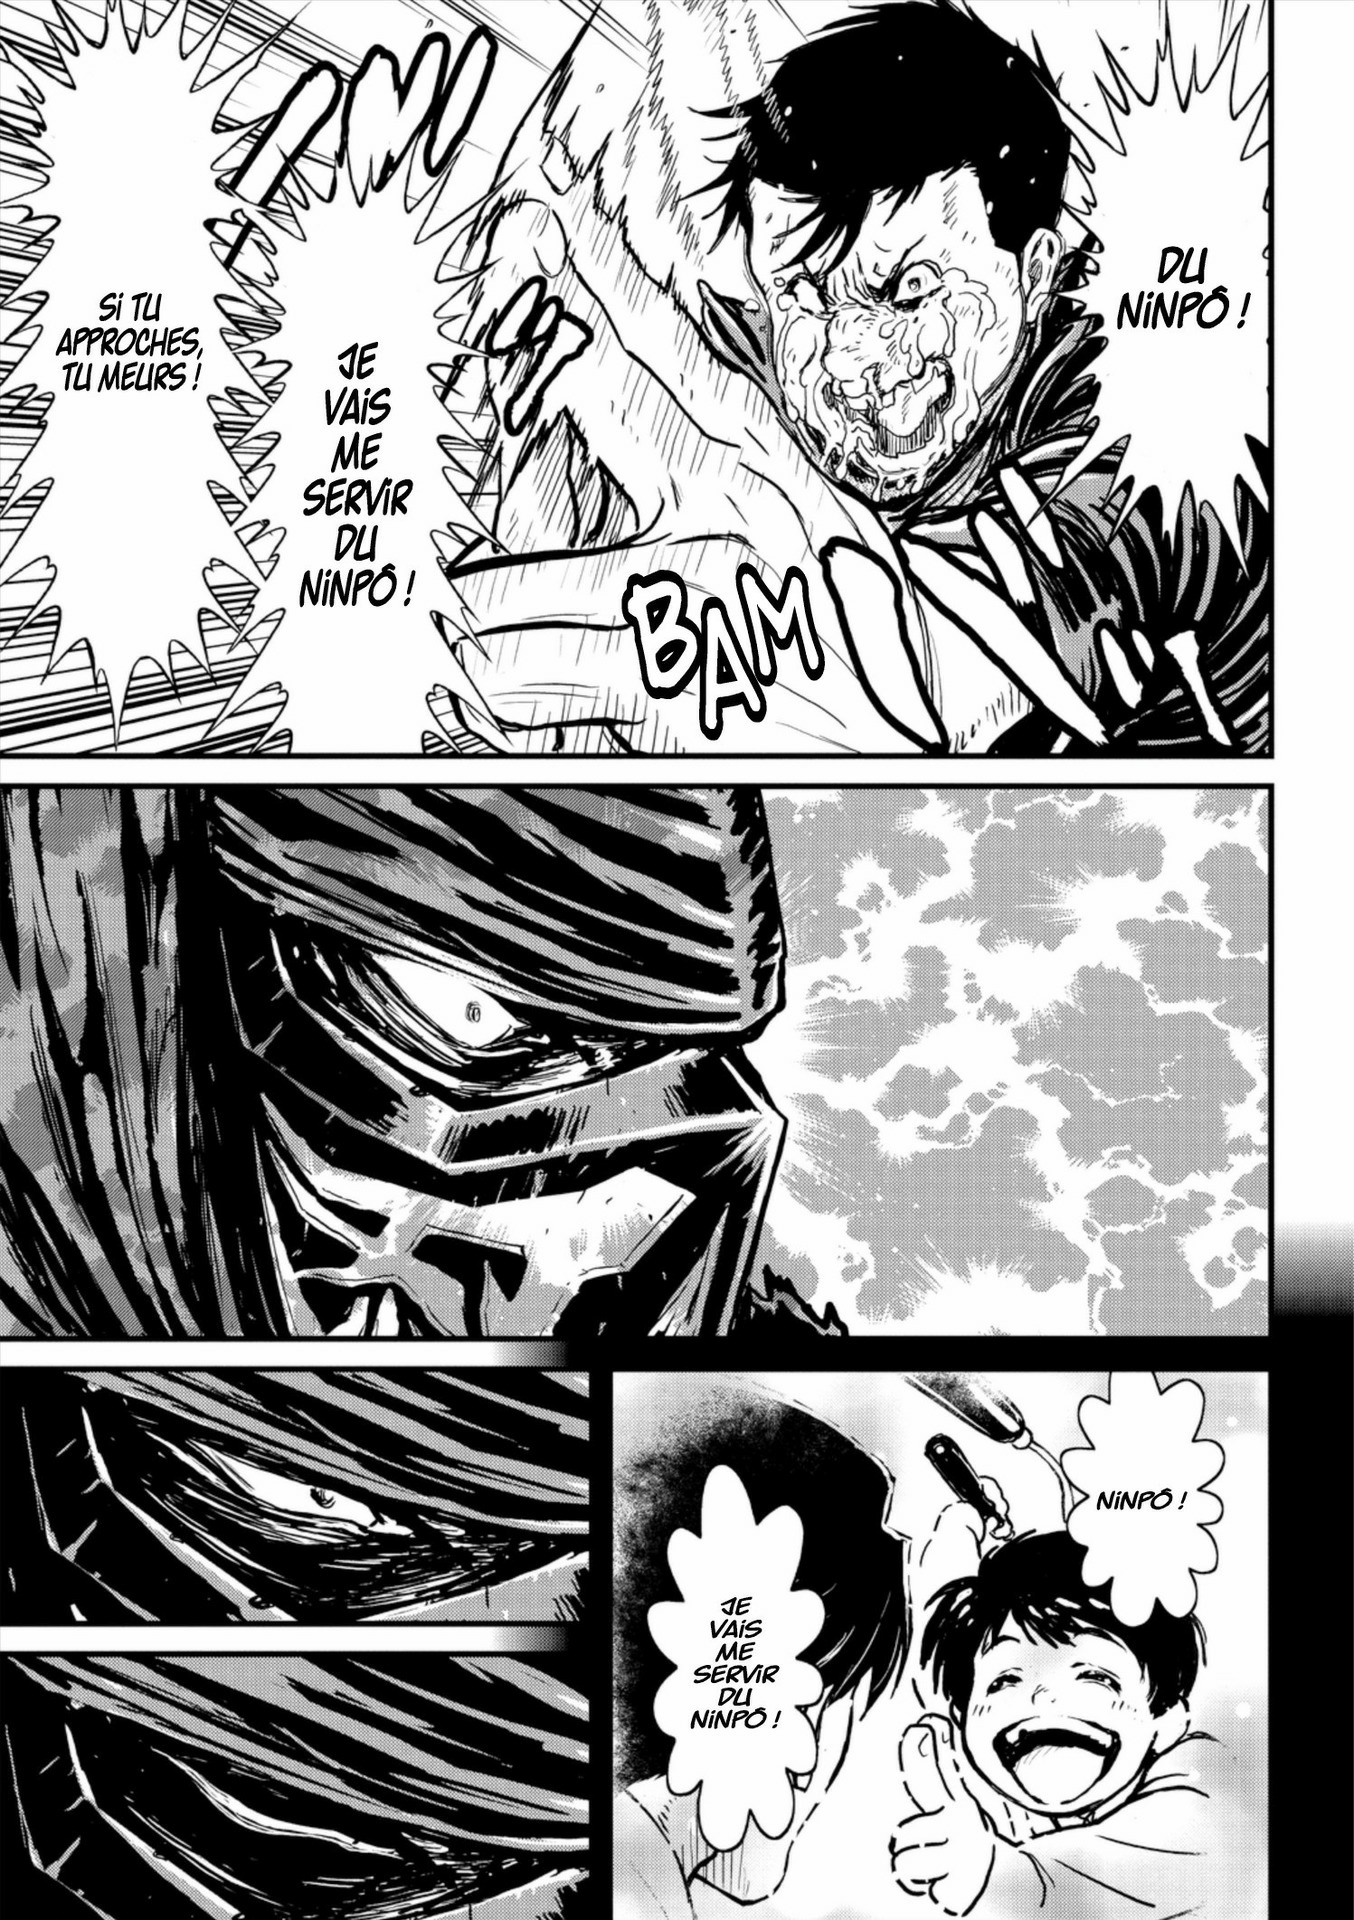 DU
NINPÔ !
JE
VAIS
ME
SERVIR
DU
NINPÔ !
SI TU
APPROCHES,
TU MEURS !
BAM
NINPÔ !
JE
VAIS
ME
SERVIR
DU
NINPÔ !